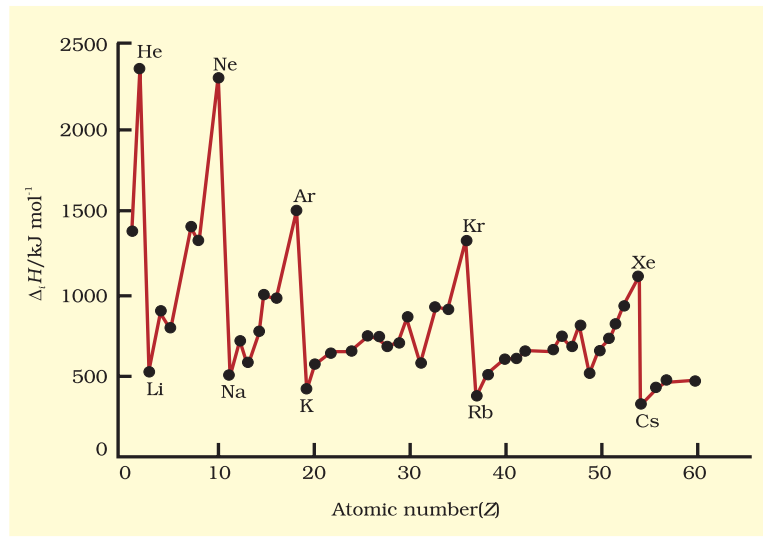 2500
2000
1500
1000
500
0
ΔᵢH/kJ mol⁻¹
He
Ne
Ar
Kr
Xe
Li
Na
K
Rb
Cs
0 10 20 30 40 50 60
Atomic number(Z)